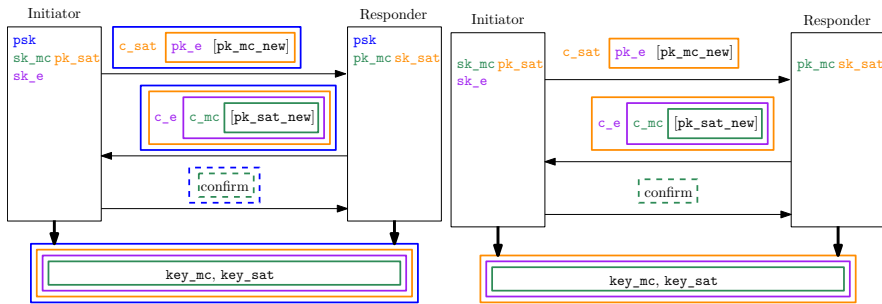 Initiator
Responder
psk
sk_mc pk_sat
sk_e
c_sat pk_e [pk_mc_new]
psk
pk_mc sk_sat
c_e c_mc [pk_sat_new]
confirm
key_mc, key_sat
Initiator
Responder
sk_mc pk_sat
sk_e
c_sat pk_e [pk_mc_new]
pk_mc sk_sat
c_e c_mc [pk_sat_new]
confirm
key_mc, key_sat